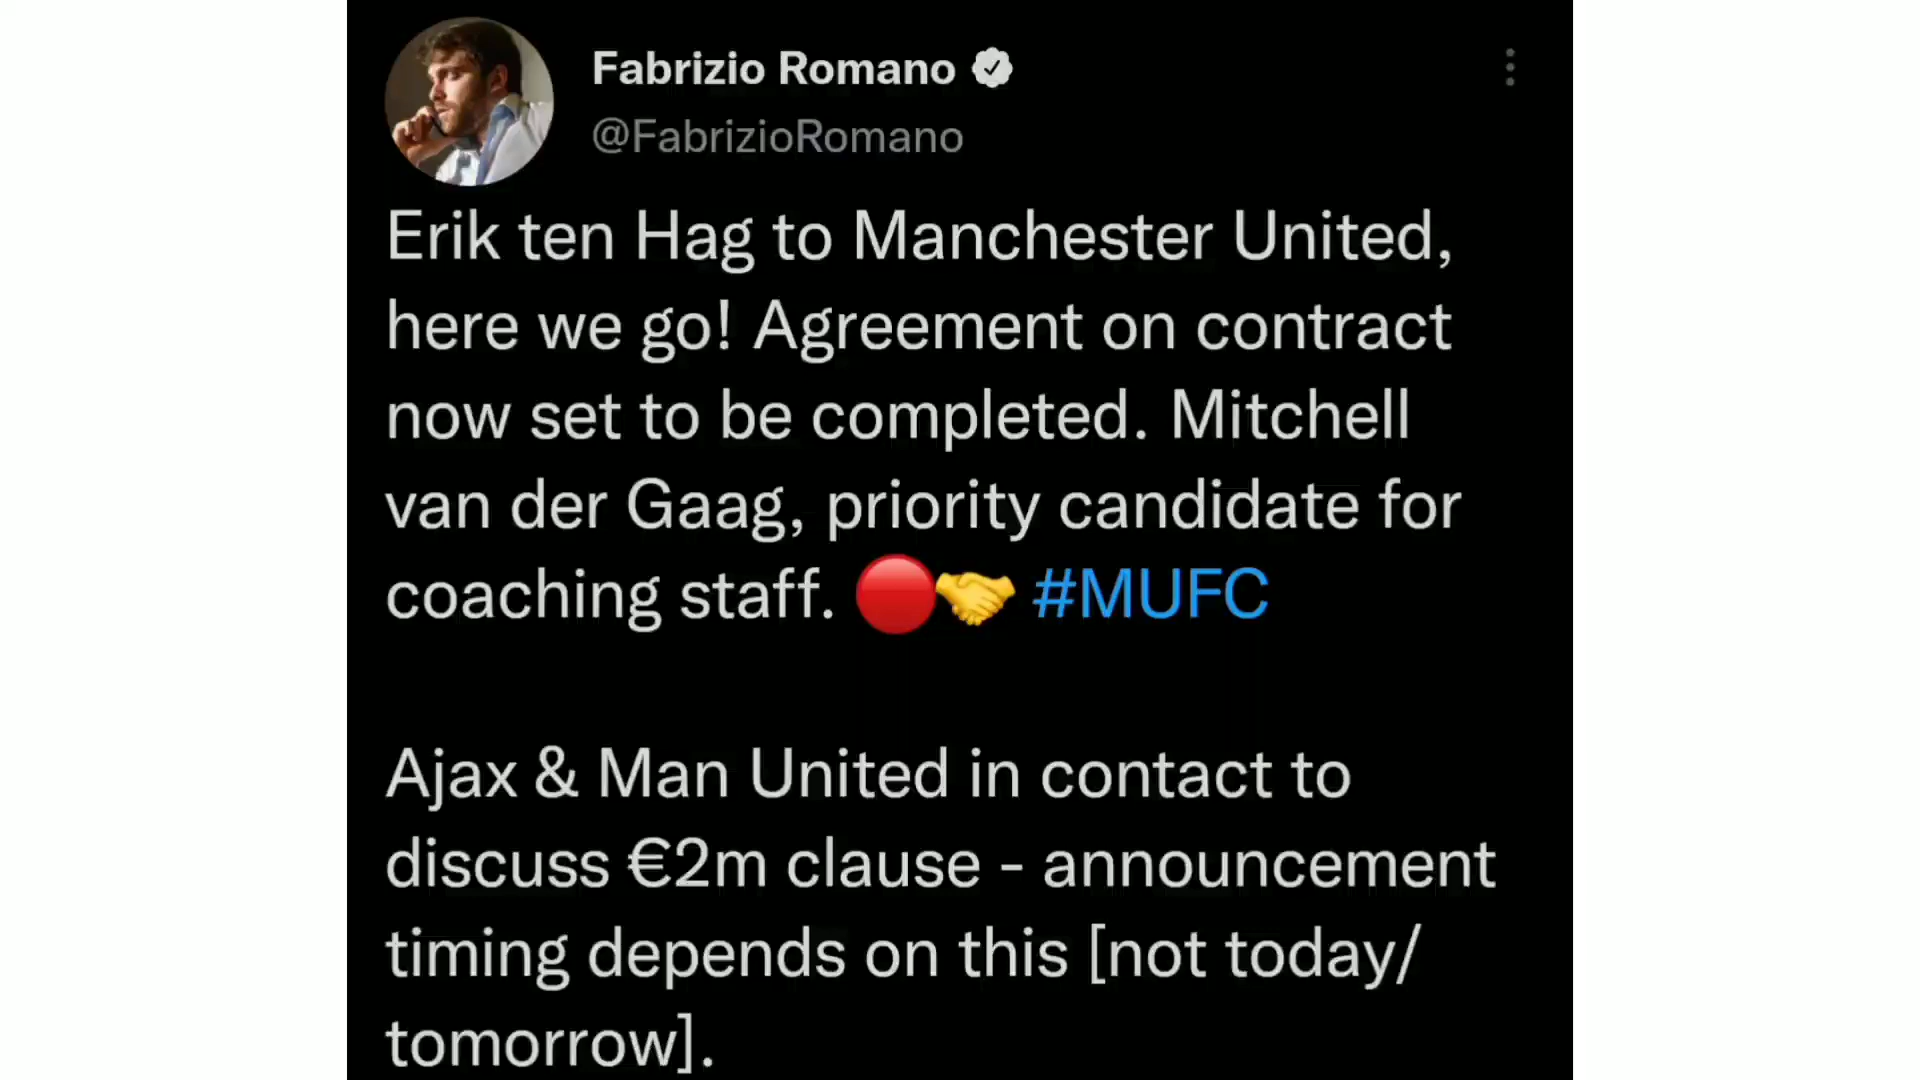 Fabrizio Romano
@FabrizioRomano
Erik ten Hag to Manchester United,
here we go! Agreement on contract
now set to be completed. Mitchell
van der Gaag, priority candidate for
coaching staff. 🔴🤝 #MUFC
Ajax & Man United in contact to
discuss €2m clause - announcement
timing depends on this [not today/
tomorrow].